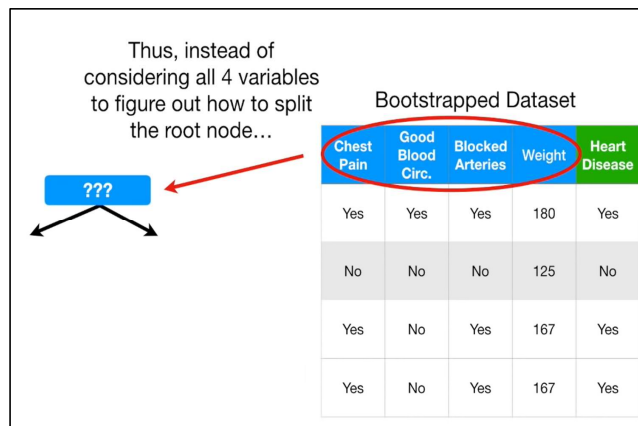 Thus, instead of
considering all 4 variables
to figure out how to split
the root node…
Bootstrapped Dataset
???
Chest Pain Good Blood Circ. Blocked Arteries Weight Heart Disease
Yes Yes Yes 180 Yes
No No No 125 No
Yes No Yes 167 Yes
Yes No Yes 167 Yes